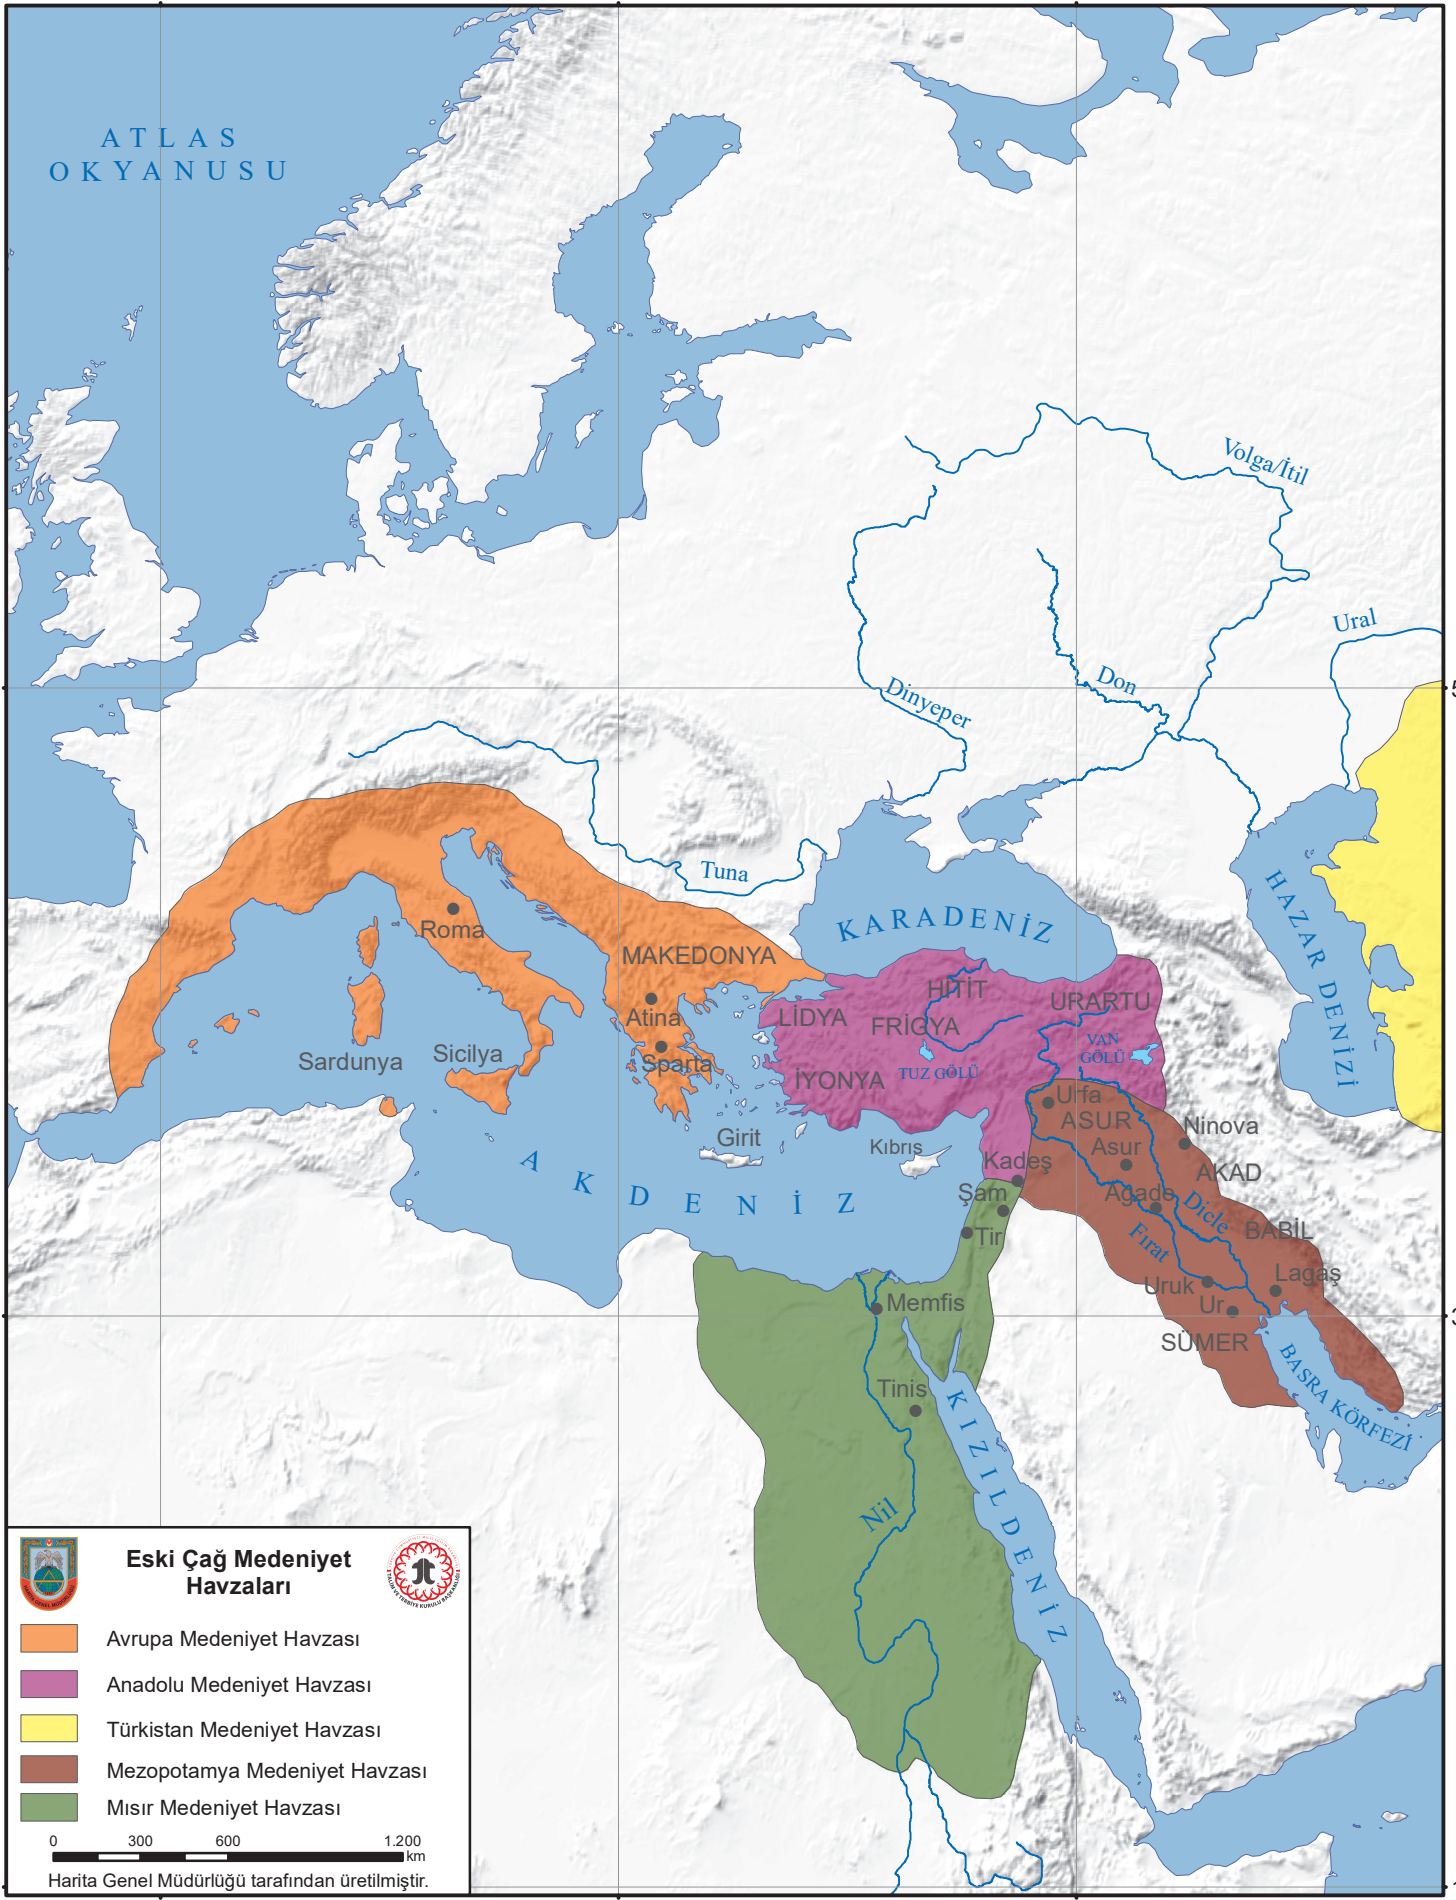 ATLAS
OKYANUSU
Volga/İtil
Ural
Don
Dinyeper
Tuna
KARADENİZ
HAZAR DENİZİ
Roma
MAKEDONYA
HİTİT
URARTU
Atina
LİDYA
FRİGYA
VAN
GÖLÜ
Sardunya
Sicilya
Sparta
İYONYA
TUZ GÖLÜ
Urfa
ASUR
Ninova
Girit
Kıbrıs
Asur
AKDENİZ
Kadeş
AKAD
Şam
Agade
Dicle
Tir
Fırat
BABİL
Uruk
Lagaş
Memfis
Ur
SÜMER
BASRA KÖRFEZİ
Tinis
KIZILDENİZ
Nil
Eski Çağ Medeniyet
Havzaları
Avrupa Medeniyet Havzası
Anadolu Medeniyet Havzası
Türkistan Medeniyet Havzası
Mezopotamya Medeniyet Havzası
Mısır Medeniyet Havzası
0 300 600 1.200
km
Harita Genel Müdürlüğü tarafından üretilmiştir.